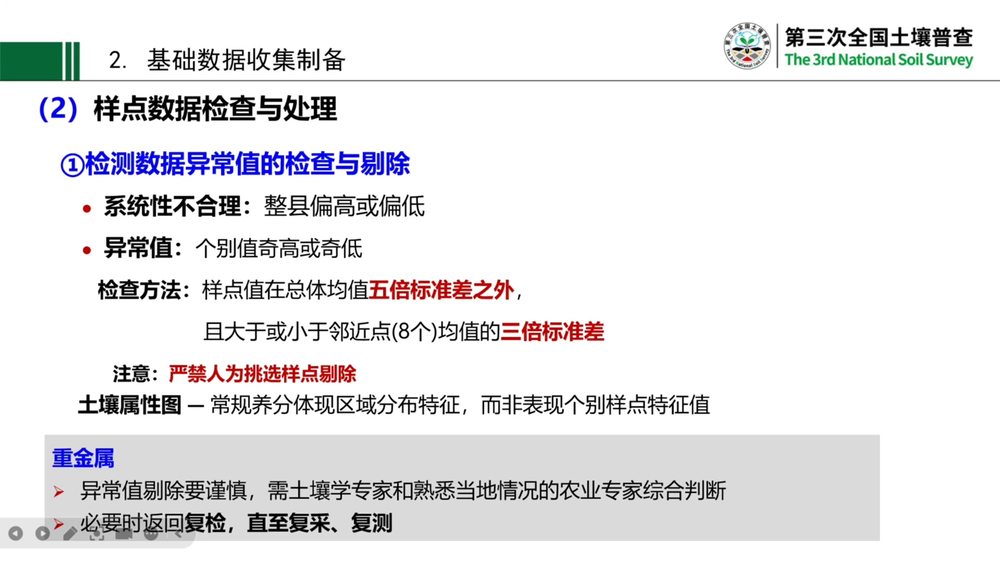 2. 基础数据收集制备
第三次全国土壤普查
The 3rd National Soil Survey
(2) 样点数据检查与处理
①检测数据异常值的检查与剔除
系统性不合理：整县偏高或偏低
异常值：个别值奇高或奇低
检查方法：样点值在总体均值五倍标准差之外，
且大于或小于邻近点(8个)均值的三倍标准差
注意：严禁人为挑选样点剔除
土壤属性图 — 常规养分体现区域分布特征，而非表现个别样点特征值
重金属
异常值剔除要谨慎，需土壤学专家和熟悉当地情况的农业专家综合判断
必要时返回复检，直至复采、复测